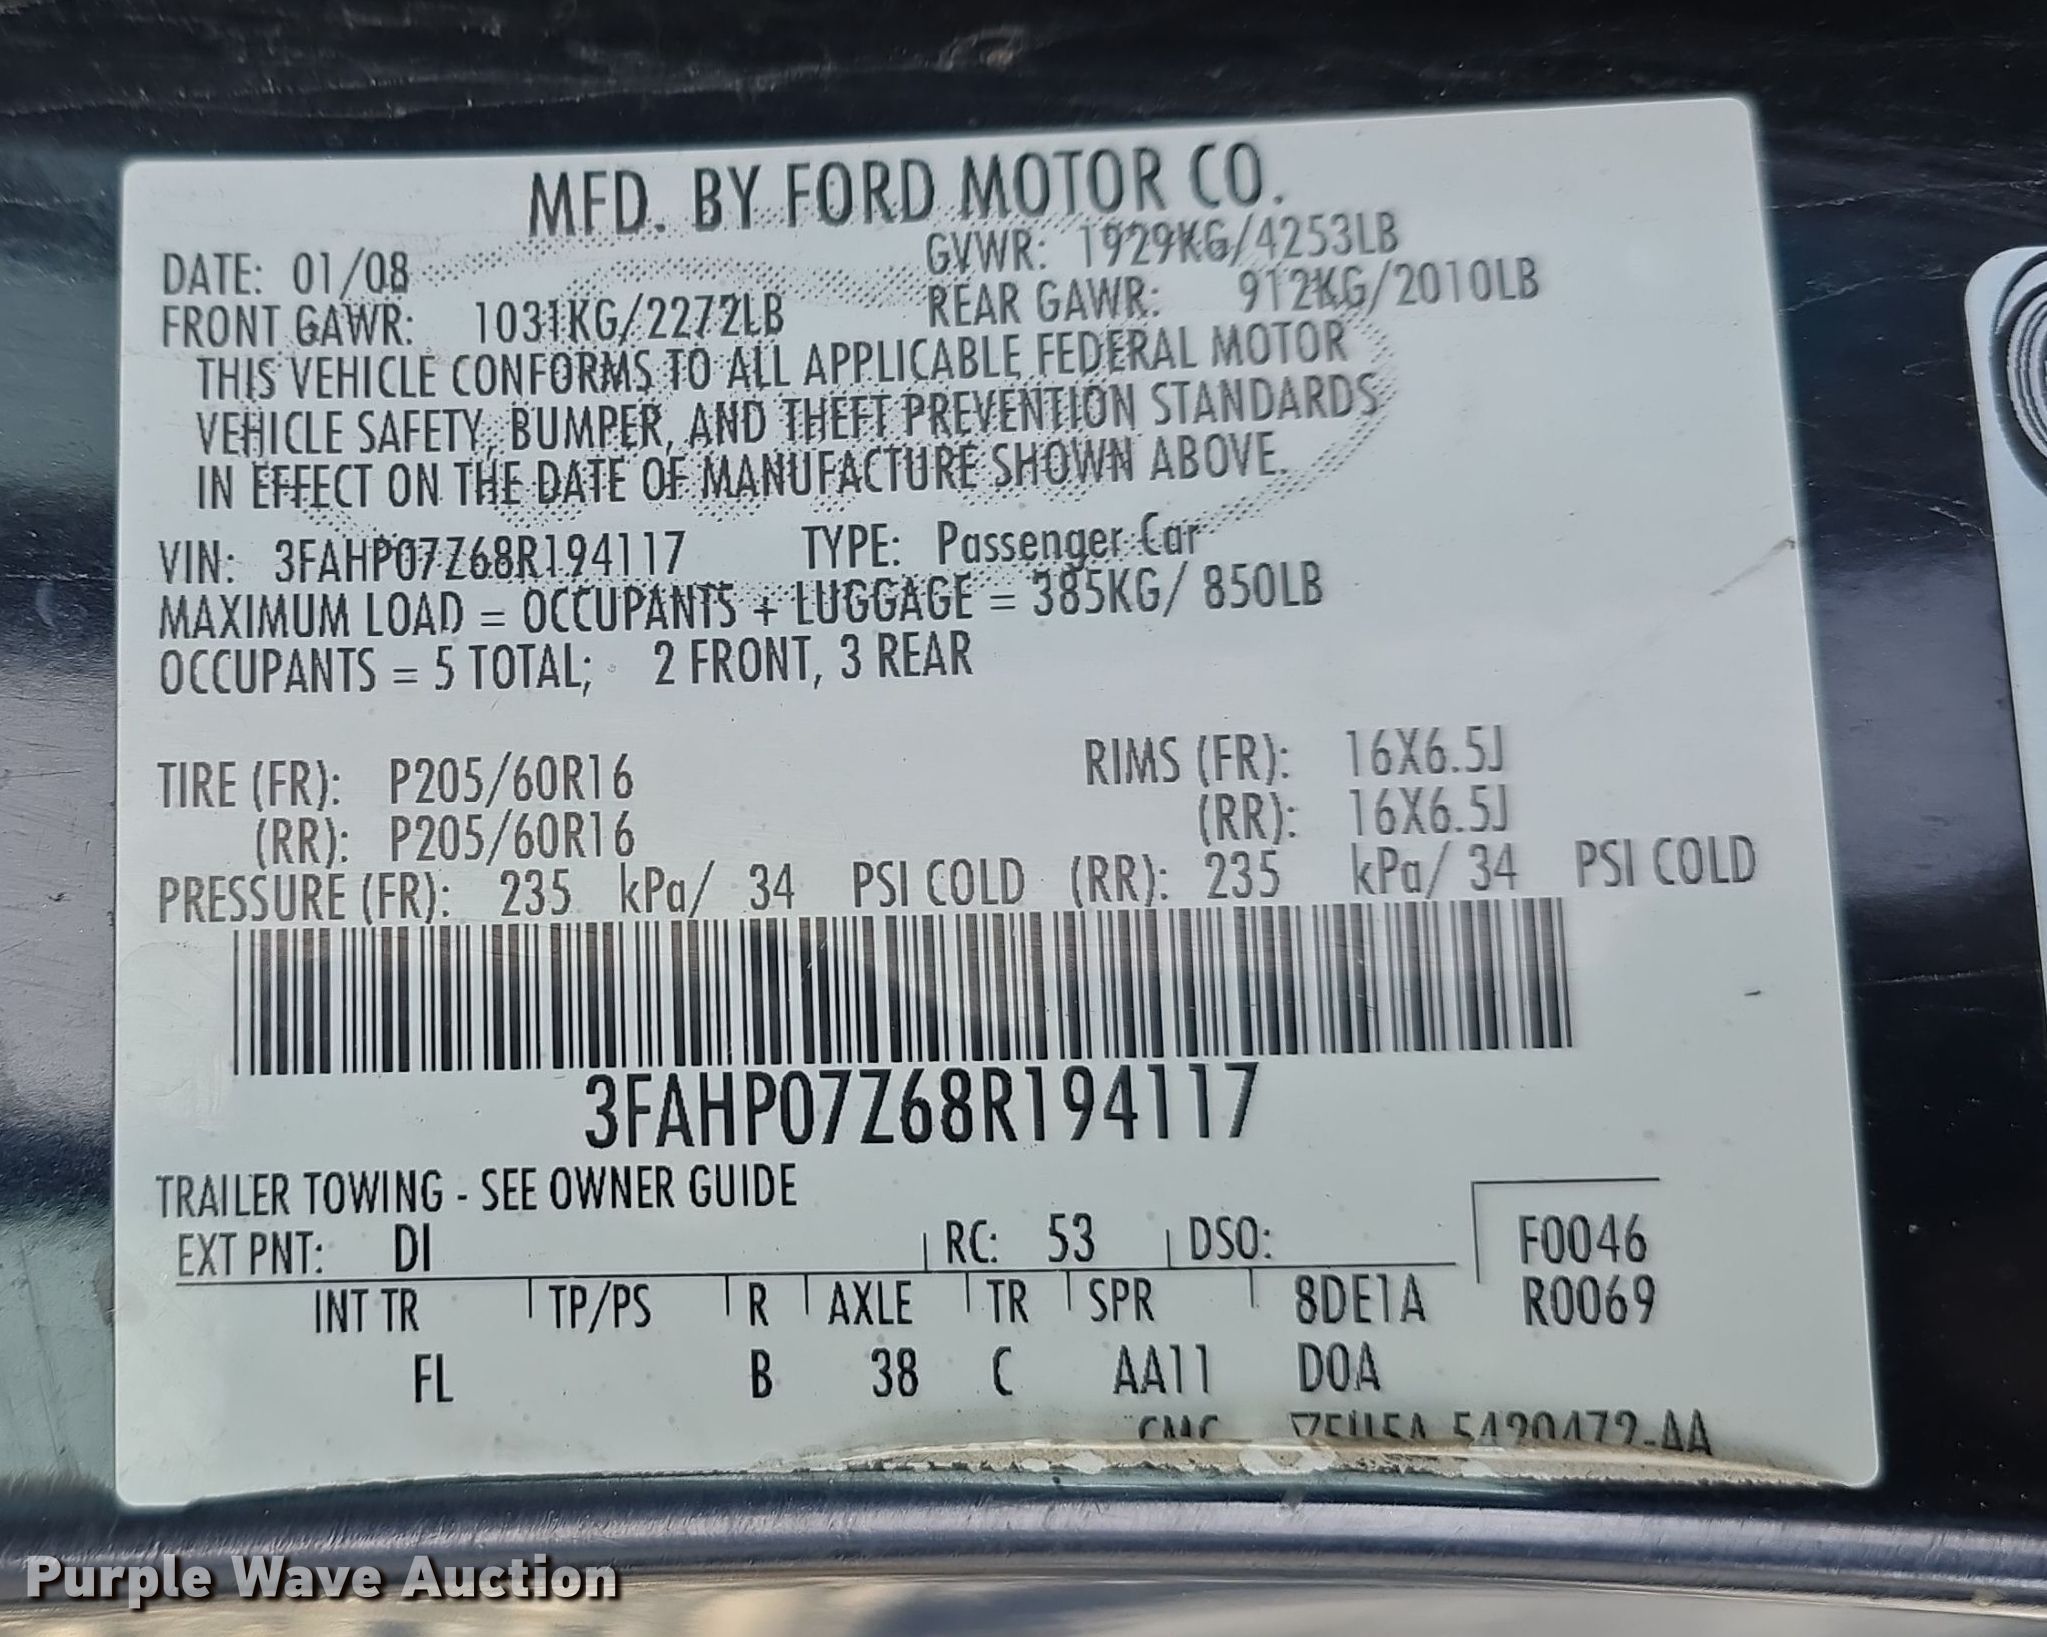 MFD. BY FORD MOTOR CO.
DATE: 01/08 GVWR: 1929KG/4253LB
FRONT GAWR: 1031KG/2272LB REAR GAWR: 912KG/2010LB
THIS VEHICLE CONFORMS TO ALL APPLICABLE FEDERAL MOTOR
VEHICLE SAFETY, BUMPER, AND THEFT PREVENTION STANDARDS
IN EFFECT ON THE DATE OF MANUFACTURE SHOWN ABOVE.
VIN: 3FAHP07Z68R194117 TYPE: Passenger Car
MAXIMUM LOAD = OCCUPANTS + LUGGAGE = 385KG/ 850LB
OCCUPANTS = 5 TOTAL; 2 FRONT, 3 REAR
TIRE (FR): P205/60R16 RIMS (FR): 16X6.5J
(RR): P205/60R16 (RR): 16X6.5J
PRESSURE (FR): 235 kPa/ 34 PSI COLD (RR): 235 kPa/ 34 PSI COLD
3FAHP07Z68R194117
TRAILER TOWING - SEE OWNER GUIDE
EXT PNT: DI RC: 53 DSO: F0046
INT TR TP/PS R AXLE TR SPR 8DE1A R0069
FL B 38 C AA11 DOA
5420472-AA
Purple Wave Auction